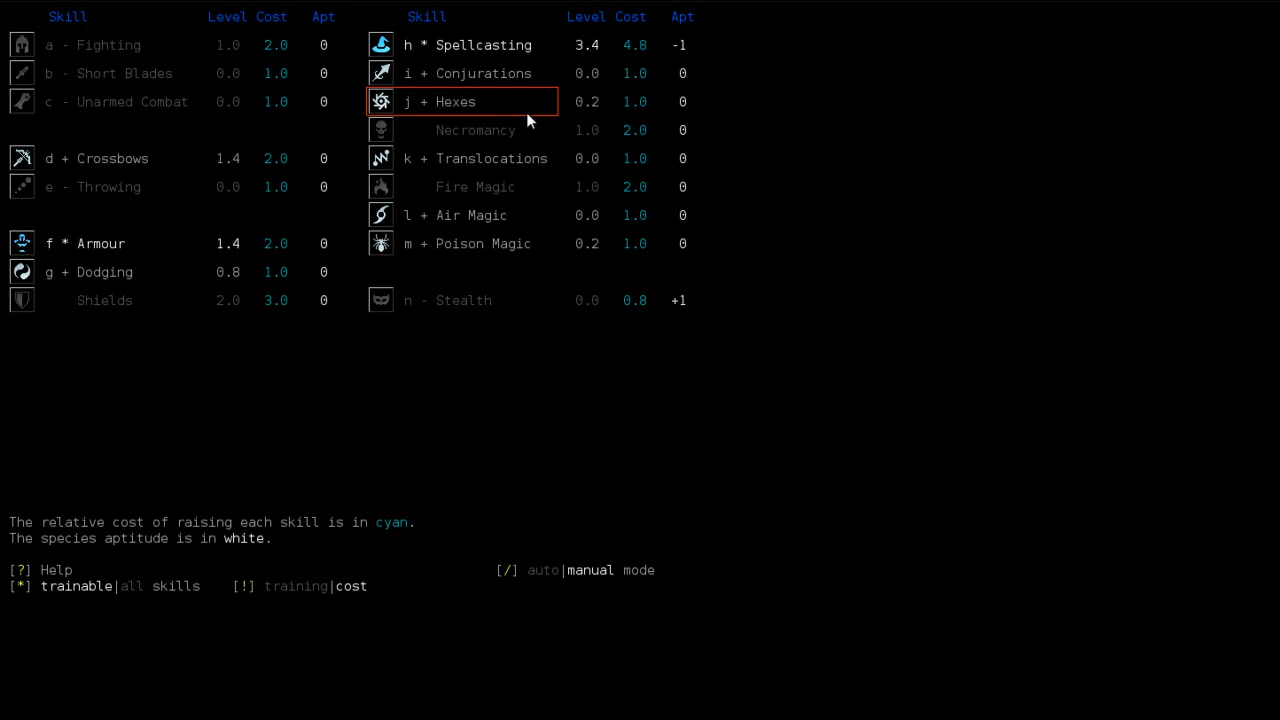 Skill Level Cost Apt Skill Level Cost Apt
a - Fighting 1.0 2.0 0 h * Spellcasting 3.4 4.8 -1
b - Short Blades 0.0 1.0 0 i + Conjurations 0.0 1.0 0
c - Unarmed Combat 0.0 1.0 0 j + Hexes 0.2 1.0 0
Necromancy 1.0 2.0 0
d + Crossbows 1.4 2.0 0 k + Translocations 0.0 1.0 0
e - Throwing 0.0 1.0 0 Fire Magic 1.0 2.0 0
l + Air Magic 0.0 1.0 0
f * Armour 1.4 2.0 0 m + Poison Magic 0.2 1.0 0
g + Dodging 0.8 1.0 0
Shields 2.0 3.0 0 n - Stealth 0.0 0.8 +1
The relative cost of raising each skill is in cyan.
The species aptitude is in white.
[?] Help [/] auto|manual mode
[*] trainable|all skills [!] training|cost